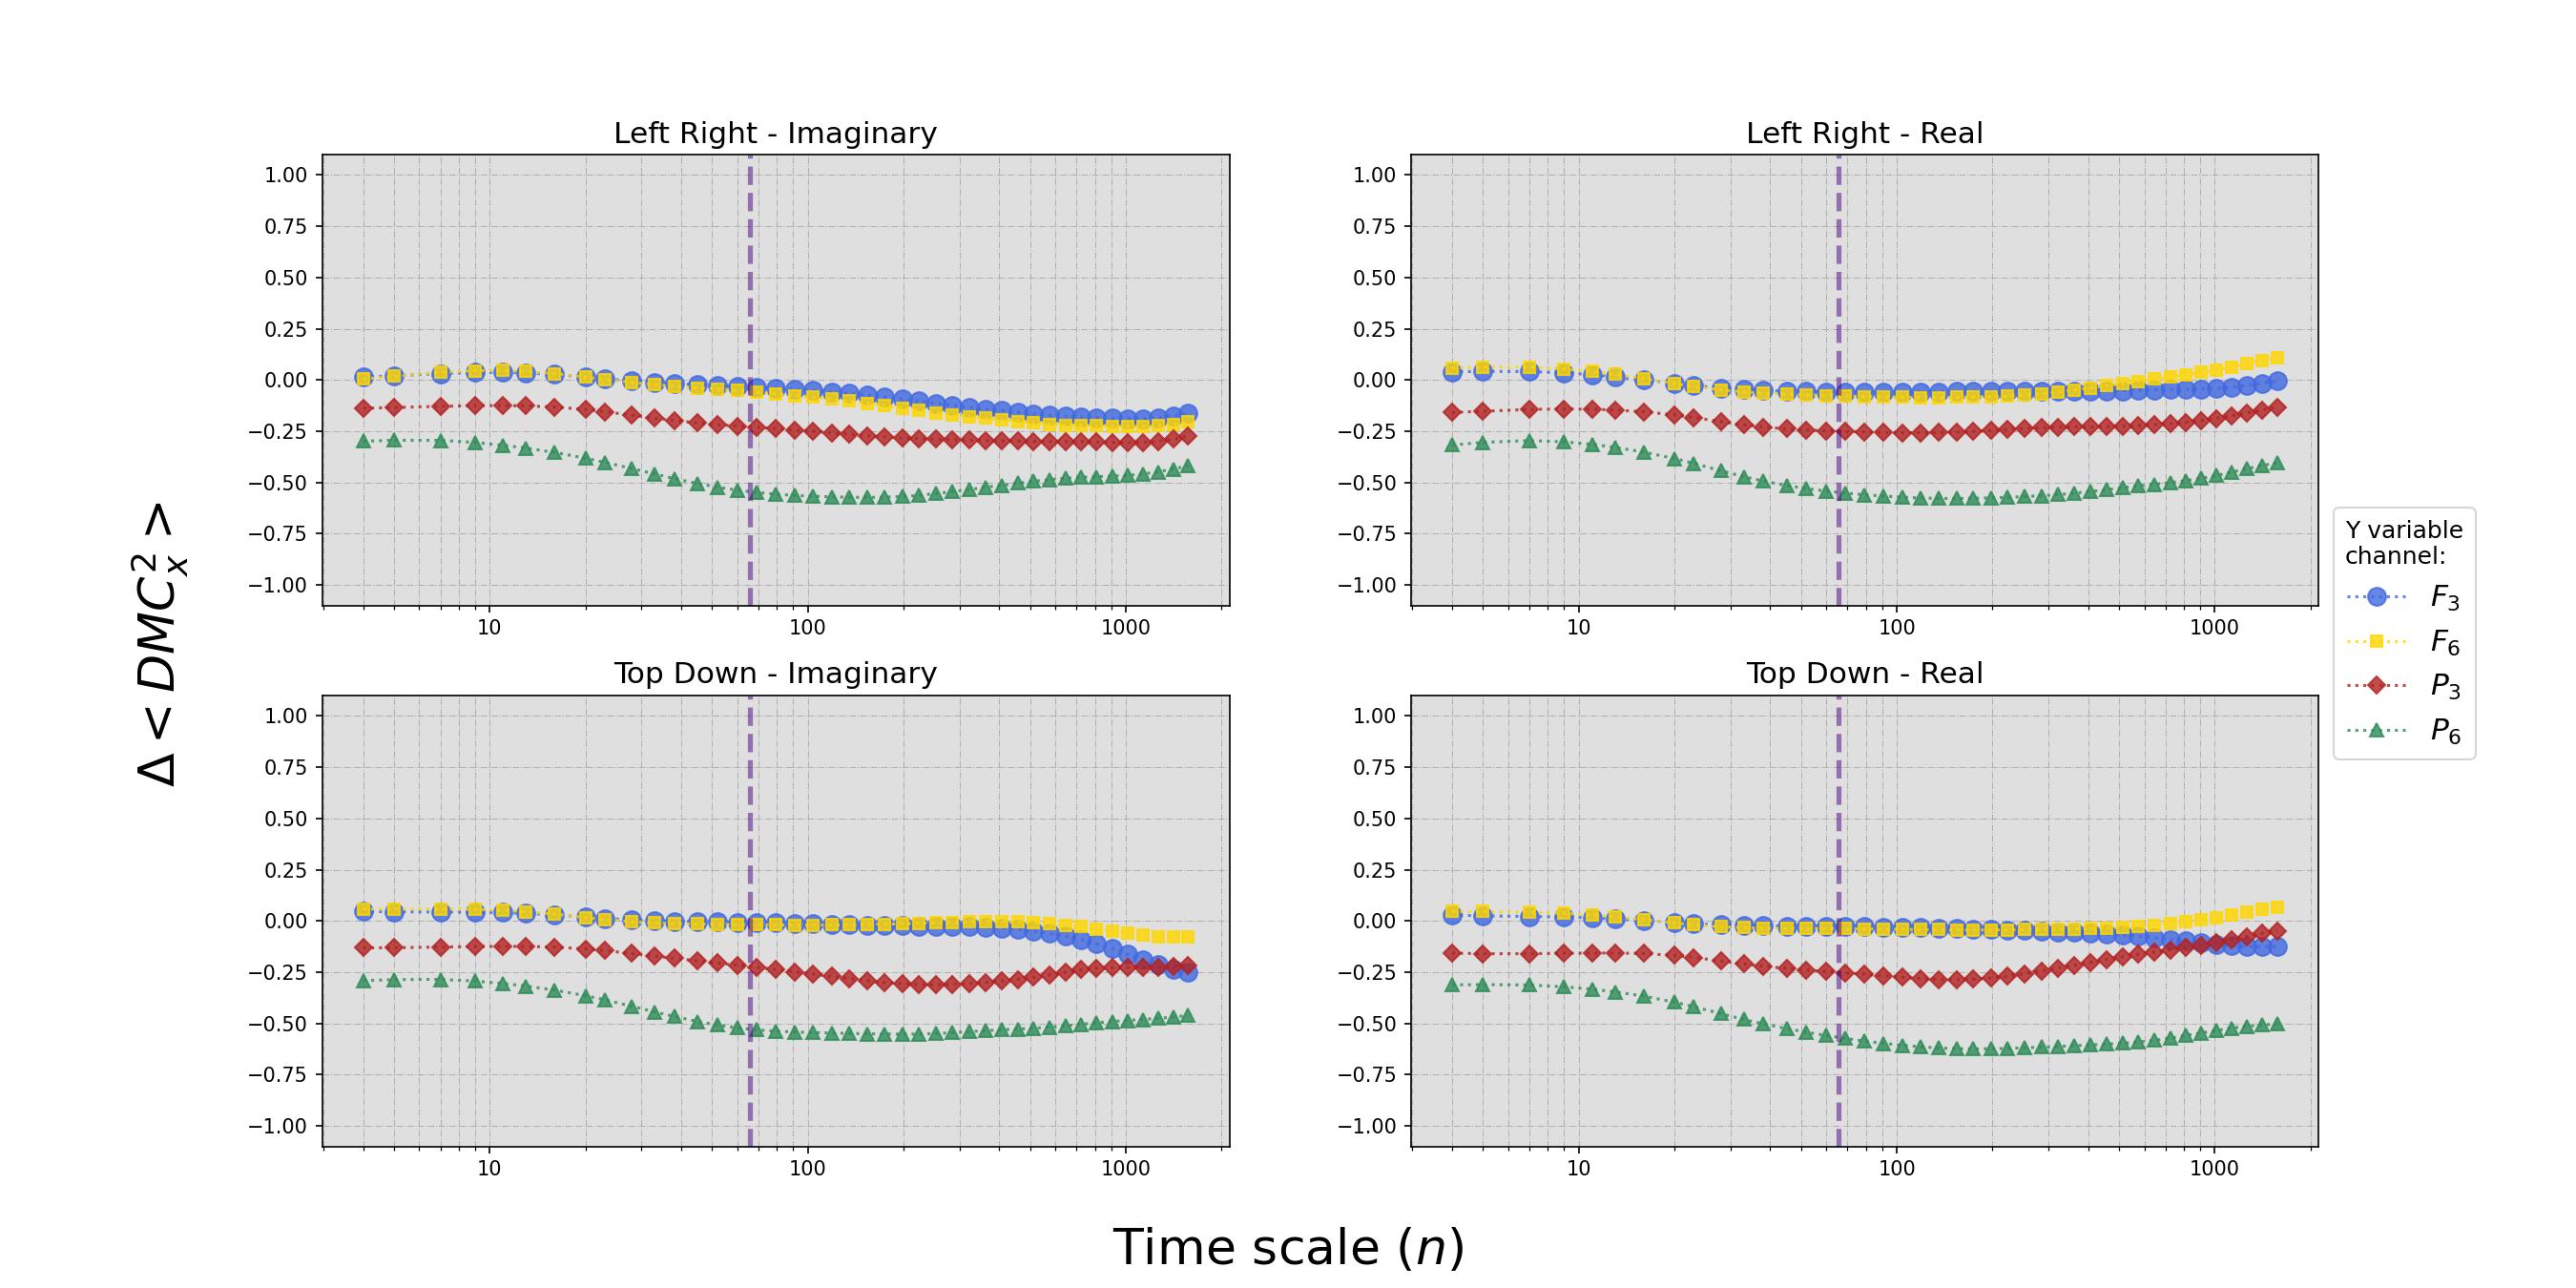 Left Right - Imaginary
1.00
0.75
0.50
0.25
0.00
−0.25
−0.50
−0.75
−1.00
10 100 1000
Left Right - Real
1.00
0.75
0.50
0.25
0.00
−0.25
−0.50
−0.75
−1.00
10 100 1000
Top Down - Imaginary
1.00
0.75
0.50
0.25
0.00
−0.25
−0.50
−0.75
−1.00
10 100 1000
Top Down - Real
1.00
0.75
0.50
0.25
0.00
−0.25
−0.50
−0.75
−1.00
10 100 1000
Δ < DMC²ₓ >
Time scale (n)
Y variable
channel:
F₃
F₆
P₃
P₆